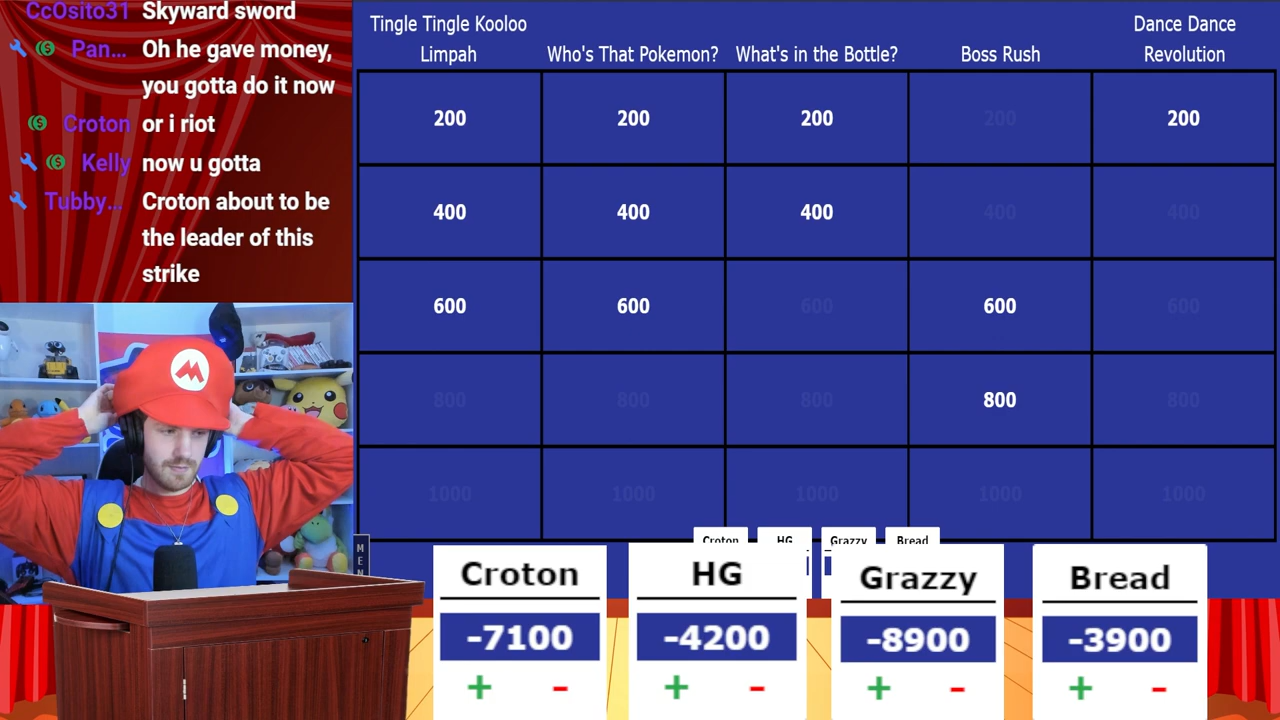 CcOsito31 Skyward sword
Pan... Oh he gave money,
you gotta do it now
Croton or i riot
Kelly now u gotta
Tubby... Croton about to be
the leader of this
strike
Tingle Tingle Kooloo
Limpah
Who's That Pokemon?
What's in the Bottle?
Boss Rush
Dance Dance
Revolution
200 200 200 200 200
400 400 400 400 400
600 600 600 600 600
800 800 800 800 800
1000 1000 1000 1000 1000
M
E
N
Croton HG Grazzy Bread
Croton HG Grazzy Bread
-7100 -4200 -8900 -3900
+ - + - + - + -
M